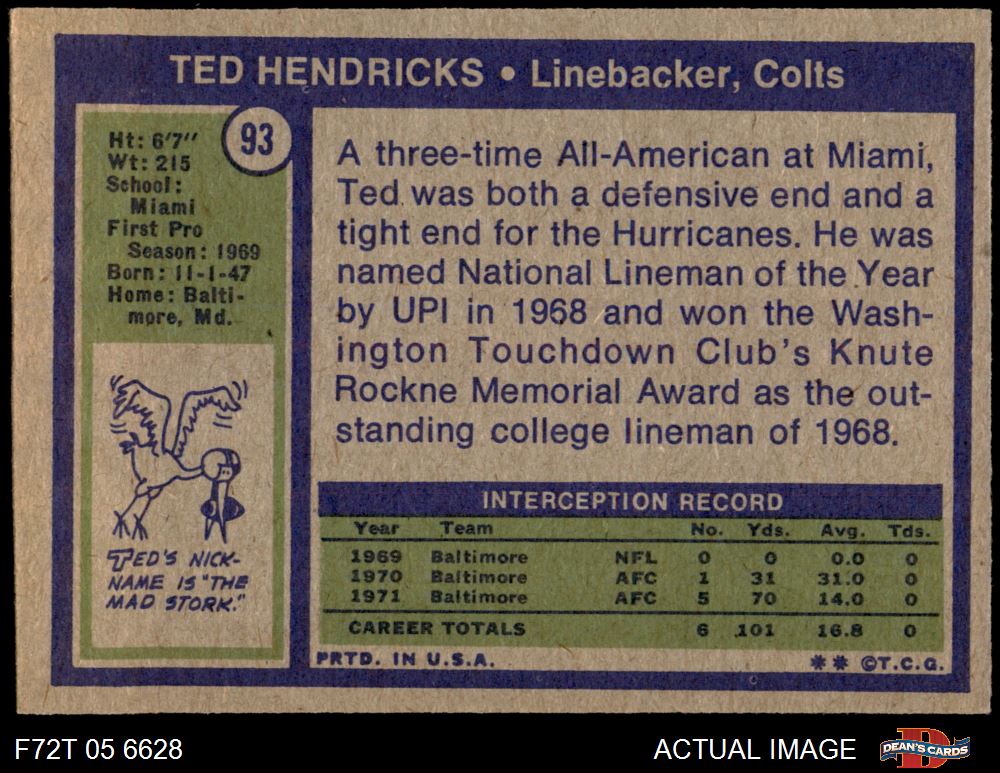 TED HENDRICKS • Linebacker, Colts
93
Ht: 6'7"
Wt: 215
School:
Miami
First Pro
Season: 1969
Born: 11-1-47
Home: Balti-
more, Md.
TED'S NICK-
NAME IS "THE
MAD STORK."
A three-time All-American at Miami,
Ted was both a defensive end and a
tight end for the Hurricanes. He was
named National Lineman of the Year
by UPI in 1968 and won the Wash-
ington Touchdown Club's Knute
Rockne Memorial Award as the out-
standing college lineman of 1968.
INTERCEPTION RECORD
Year Team No. Yds. Avg. Tds.
1969 Baltimore NFL 0 0 0.0 0
1970 Baltimore AFC 1 31 31.0 0
1971 Baltimore AFC 5 70 14.0 0
CAREER TOTALS 6 101 16.8 0
PRTD. IN U.S.A. ** ©T.C.G.
F72T 05 6628 ACTUAL IMAGE DEAN'S CARDS